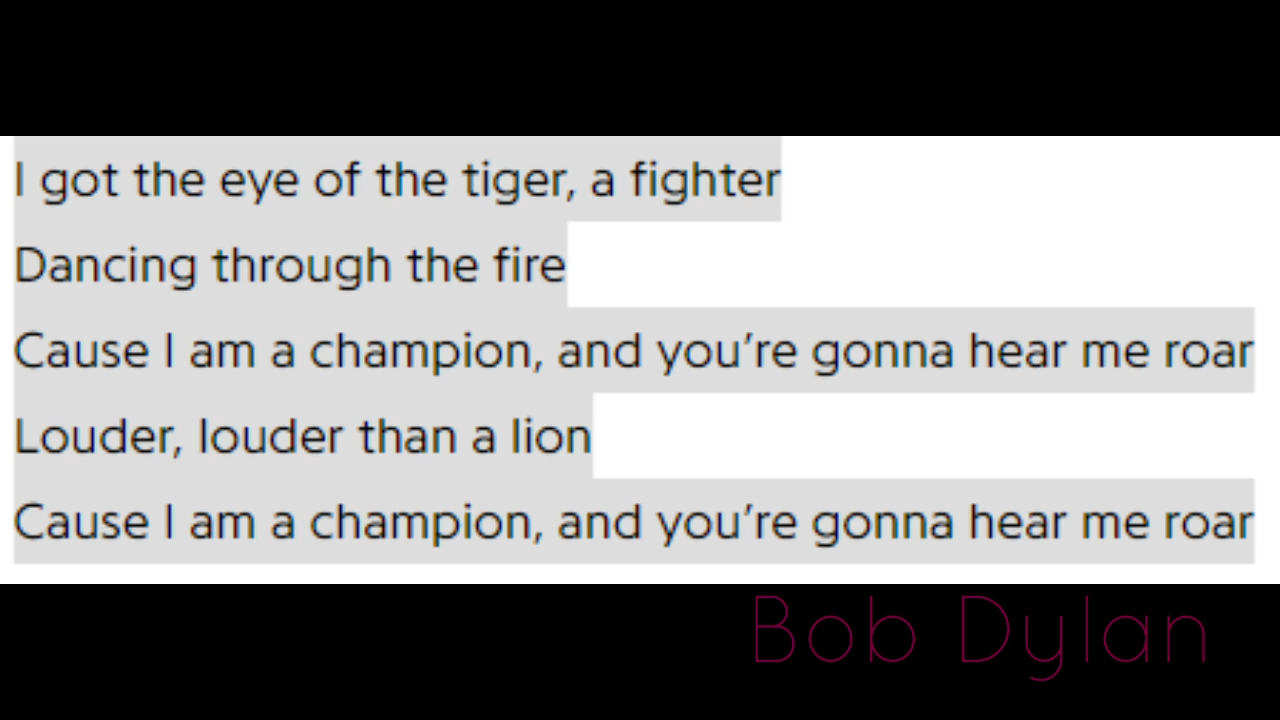 I got the eye of the tiger, a fighter
Dancing through the fire
Cause I am a champion, and you’re gonna hear me roar
Louder, louder than a lion
Cause I am a champion, and you’re gonna hear me roar
Bob Dylan